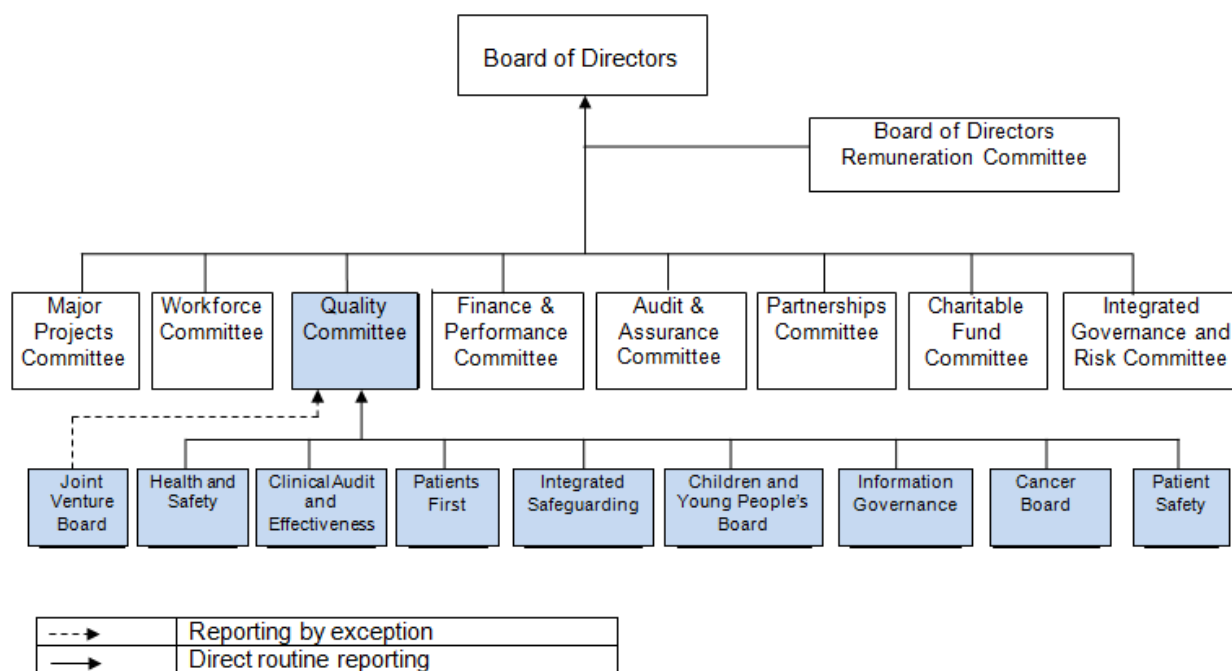 Board of Directors
Board of Directors
Remuneration Committee
Major
Projects
Committee
Workforce
Committee
Quality
Committee
Finance &
Performance
Committee
Audit &
Assurance
Committee
Partnerships
Committee
Charitable
Fund
Committee
Integrated
Governance and
Risk Committee
Joint
Venture
Board
Health and
Safety
Clinical Audit
and
Effectiveness
Patients
First
Integrated
Safeguarding
Children and
Young People's
Board
Information
Governance
Cancer
Board
Patient
Safety
Reporting by exception
Direct routine reporting